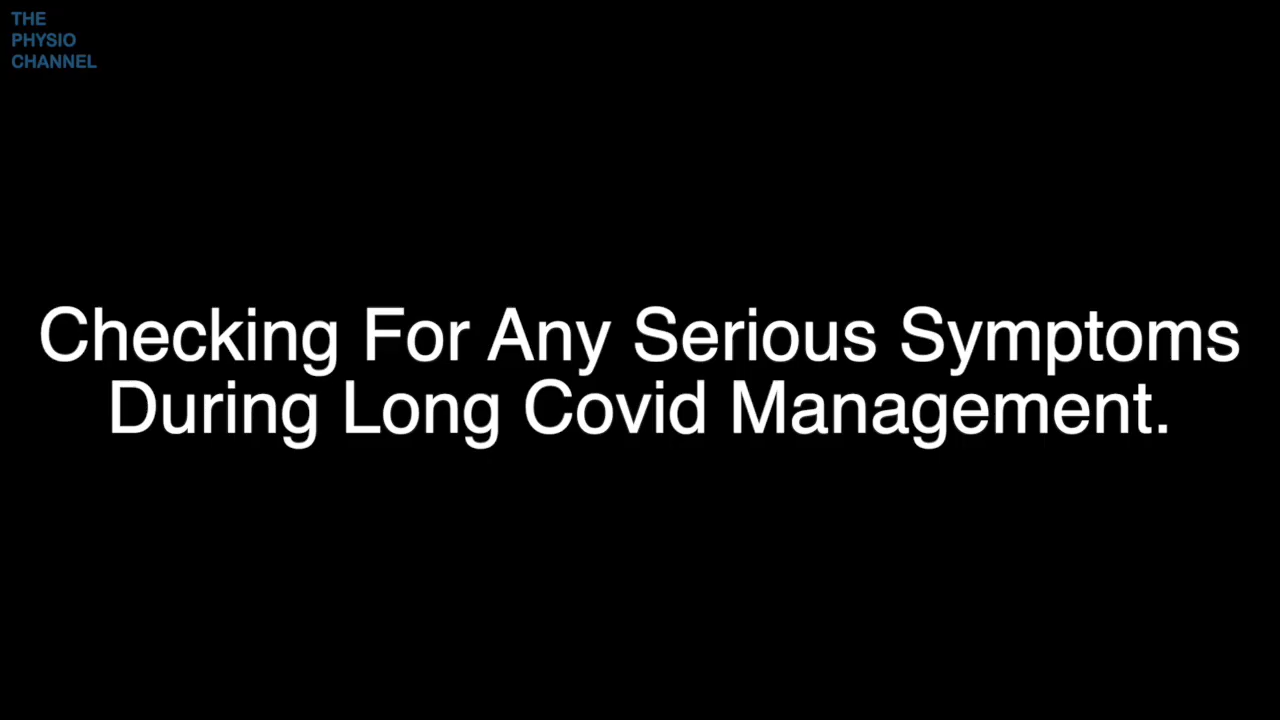 THE
PHYSIO
CHANNEL
Checking For Any Serious Symptoms
During Long Covid Management.